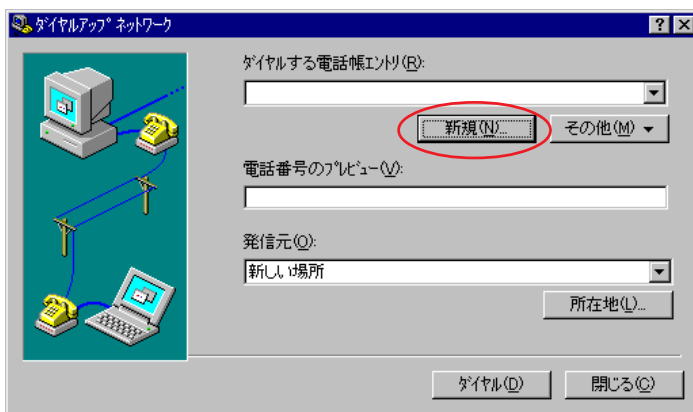 ﾀﾞｲﾔﾙｱｯﾌﾟ ﾈｯﾄﾜｰｸ
ﾀﾞｲﾔﾙする電話帳ｴﾝﾄﾘ(R):
新規(N)... その他(M)
電話番号のﾌﾟﾚﾋﾞｭｰ(V):
発信元(O):
新しい場所
所在地(L)...
ﾀﾞｲﾔﾙ(D) 閉じる(C)